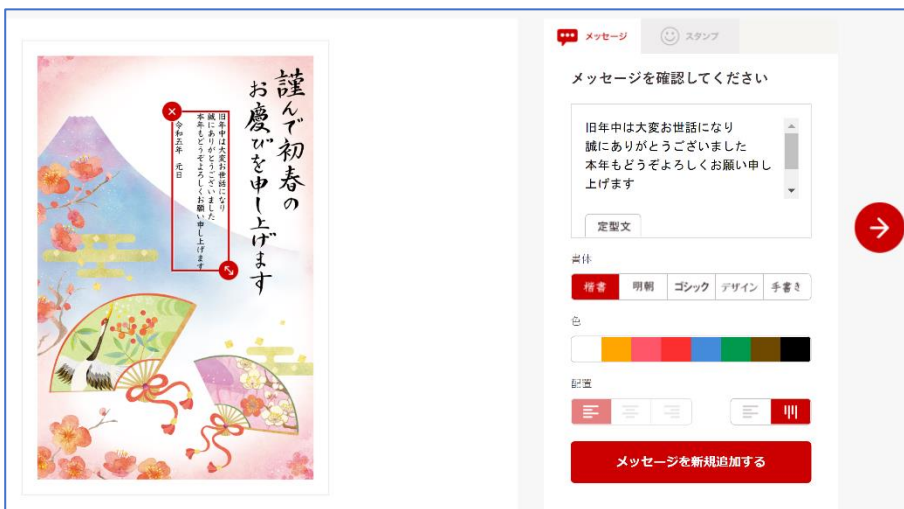 謹んで初春の
お慶びを申し上げます
旧年中は大変お世話になり
誠にありがとうございました
本年もどうぞよろしくお願い申し上げます
令和五年 元日
メッセージ
スタンプ
メッセージを確認してください
旧年中は大変お世話になり
誠にありがとうございました
本年もどうぞよろしくお願い申し
上げます
定型文
書体
楷書 明朝 ゴシック デザイン 手書き
色
配置
メッセージを新規追加する